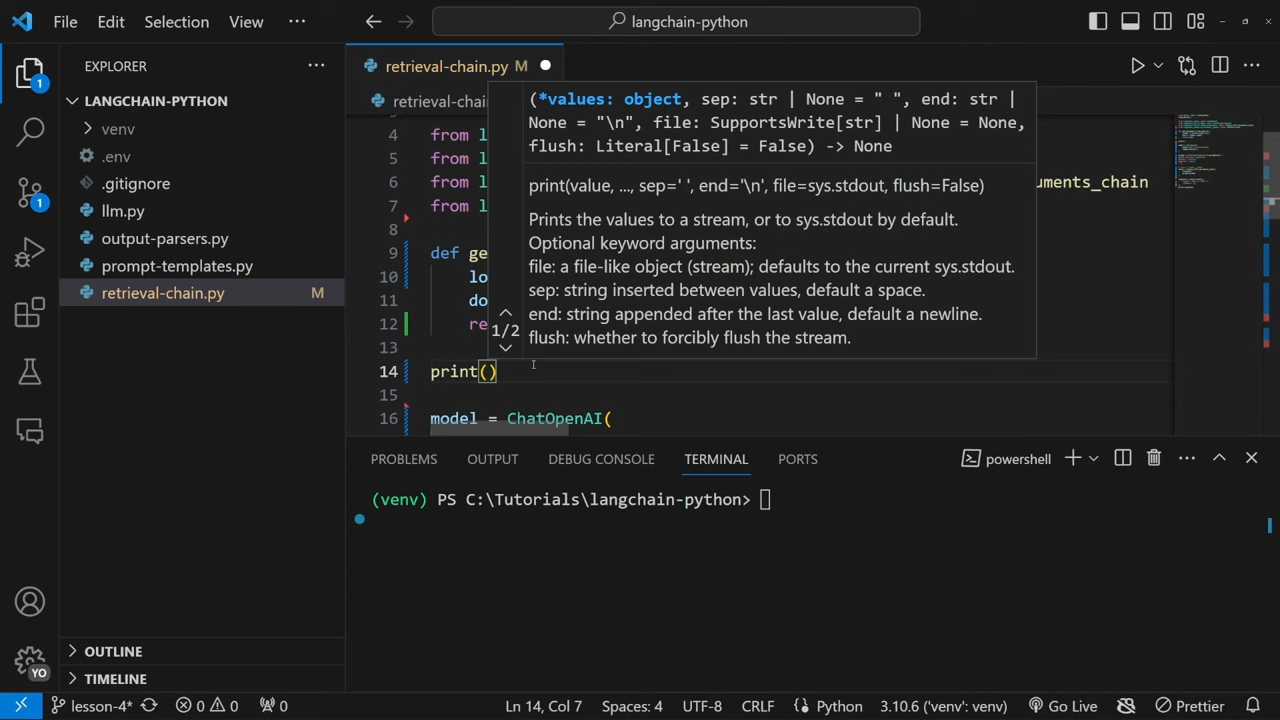 File Edit Selection View ··· langchain-python
EXPLORER ···
1
LANGCHAIN-PYTHON
venv
.env
.gitignore
llm.py
output-parsers.py
prompt-templates.py
retrieval-chain.py M
1
OUTLINE
TIMELINE
YO
retrieval-chain.py M
retrieval-chai
(*values: object, sep: str | None = " ", end: str |
None = "\n", file: SupportsWrite[str] | None = None,
flush: Literal[False] = False) -> None
print(value, ..., sep=' ', end='\n', file=sys.stdout, flush=False)
Prints the values to a stream, or to sys.stdout by default.
Optional keyword arguments:
file: a file-like object (stream); defaults to the current sys.stdout.
sep: string inserted between values, default a space.
end: string appended after the last value, default a newline.
flush: whether to forcibly flush the stream.
1/2
4 from l
5 from l
6 from l uments_chain
7 from l
8
9 def ge
10 lo
11 do
12 re
13
14 print()
15
16 model = ChatOpenAI(
PROBLEMS OUTPUT DEBUG CONSOLE TERMINAL PORTS powershell
(venv) PS C:\Tutorials\langchain-python>
lesson-4* 0 0 0 Ln 14, Col 7 Spaces: 4 UTF-8 CRLF Python 3.10.6 ('venv': venv) Go Live Prettier